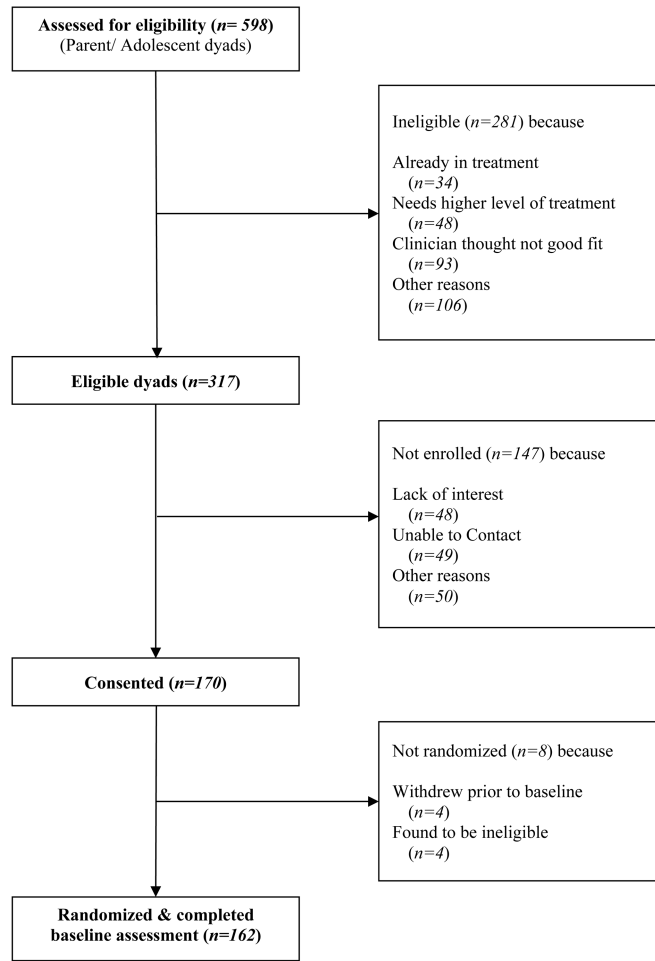 Assessed for eligibility (n= 598)
(Parent/ Adolescent dyads)
Ineligible (n=281) because
Already in treatment
(n=34)
Needs higher level of treatment
(n=48)
Clinician thought not good fit
(n=93)
Other reasons
(n=106)
Eligible dyads (n=317)
Not enrolled (n=147) because
Lack of interest
(n=48)
Unable to Contact
(n=49)
Other reasons
(n=50)
Consented (n=170)
Not randomized (n=8) because
Withdrew prior to baseline
(n=4)
Found to be ineligible
(n=4)
Randomized & completed
baseline assessment (n=162)